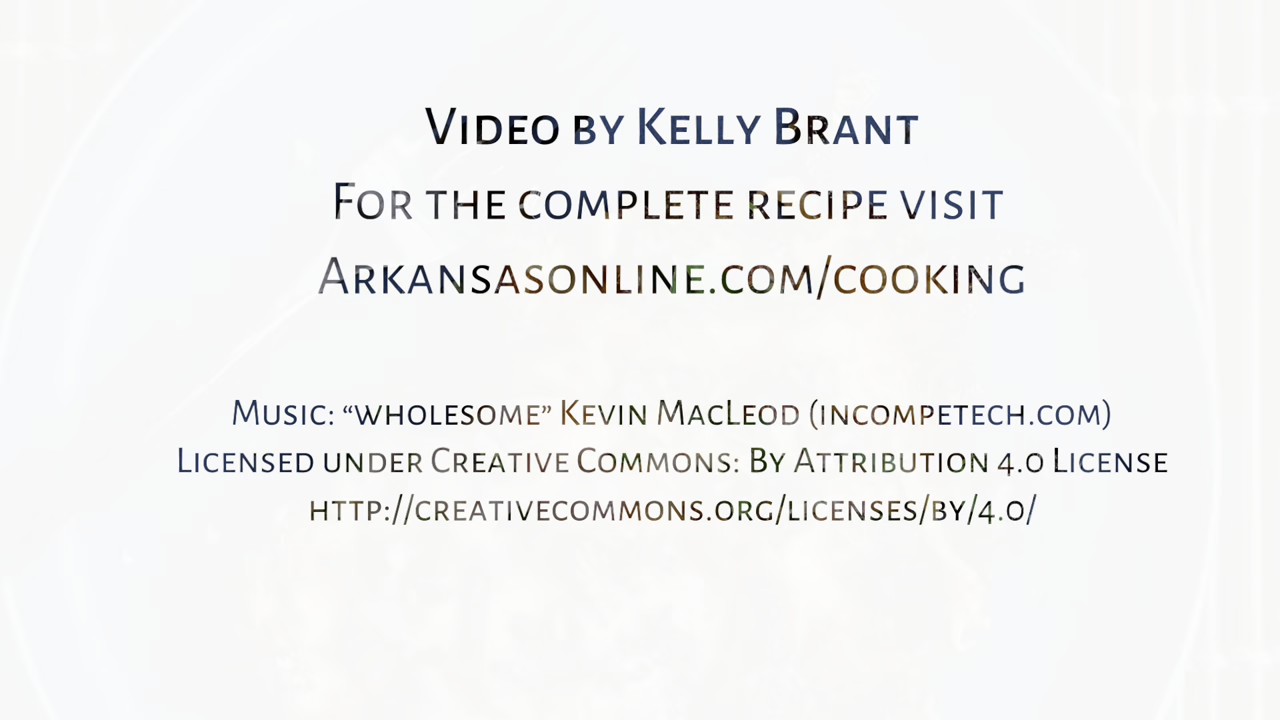 Video by Kelly Brant
For the complete recipe visit
Arkansasonline.com/cooking
Music: “wholesome” Kevin MacLeod (incompetech.com)
Licensed under Creative Commons: By Attribution 4.0 License
http://creativecommons.org/licenses/by/4.0/